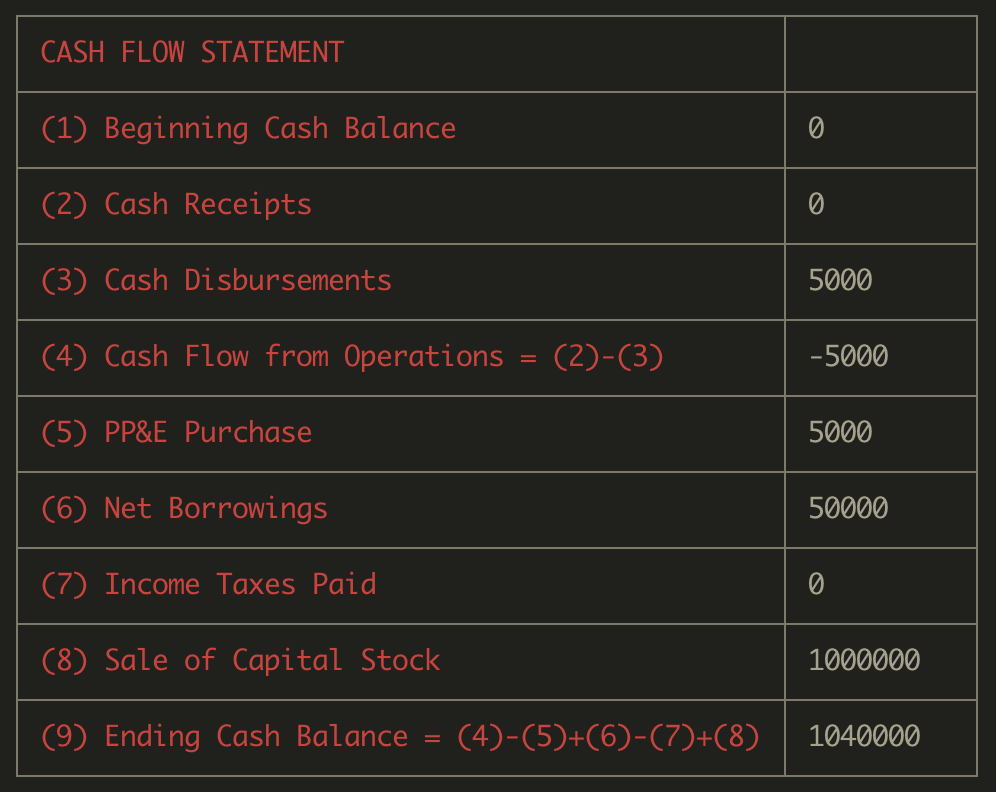 CASH FLOW STATEMENT
(1) Beginning Cash Balance 0
(2) Cash Receipts 0
(3) Cash Disbursements 5000
(4) Cash Flow from Operations = (2)-(3) -5000
(5) PP&E Purchase 5000
(6) Net Borrowings 50000
(7) Income Taxes Paid 0
(8) Sale of Capital Stock 1000000
(9) Ending Cash Balance = (4)-(5)+(6)-(7)+(8) 1040000